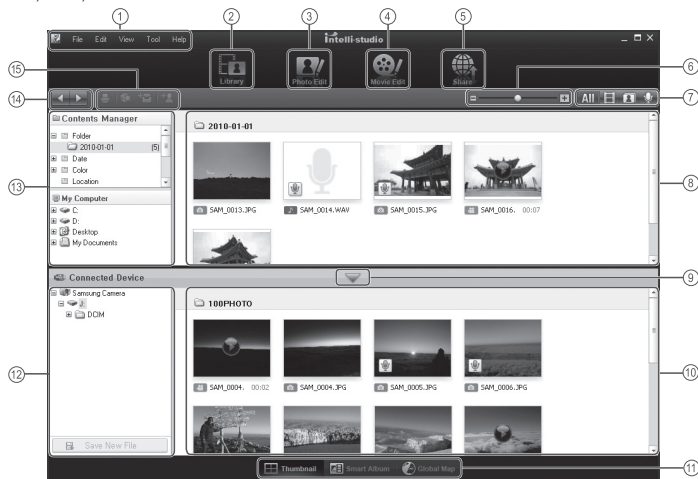 1
2
3
4
5
File Edit View Tool Help
intelli-studio
15
6
Library
Photo Edit
Movie Edit
Share
14
All
7
Contents Manager
Folder
2010-01-01 (5)
Date
Color
Location
2010-01-01
SAM_0013.JPG
SAM_0014.WAV
SAM_0015.JPG
SAM_0016. 00:07
13
8
My Computer
C:
D:
Desktop
My Documents
Connected Device
9
Samsung Camera
J:
DCIM
100PHOTO
SAM_0004. 00:02
SAM_0004.JPG
SAM_0005.JPG
SAM_0006.JPG
12
10
Save New File
Thumbnail
Smart Album
Global Map
11